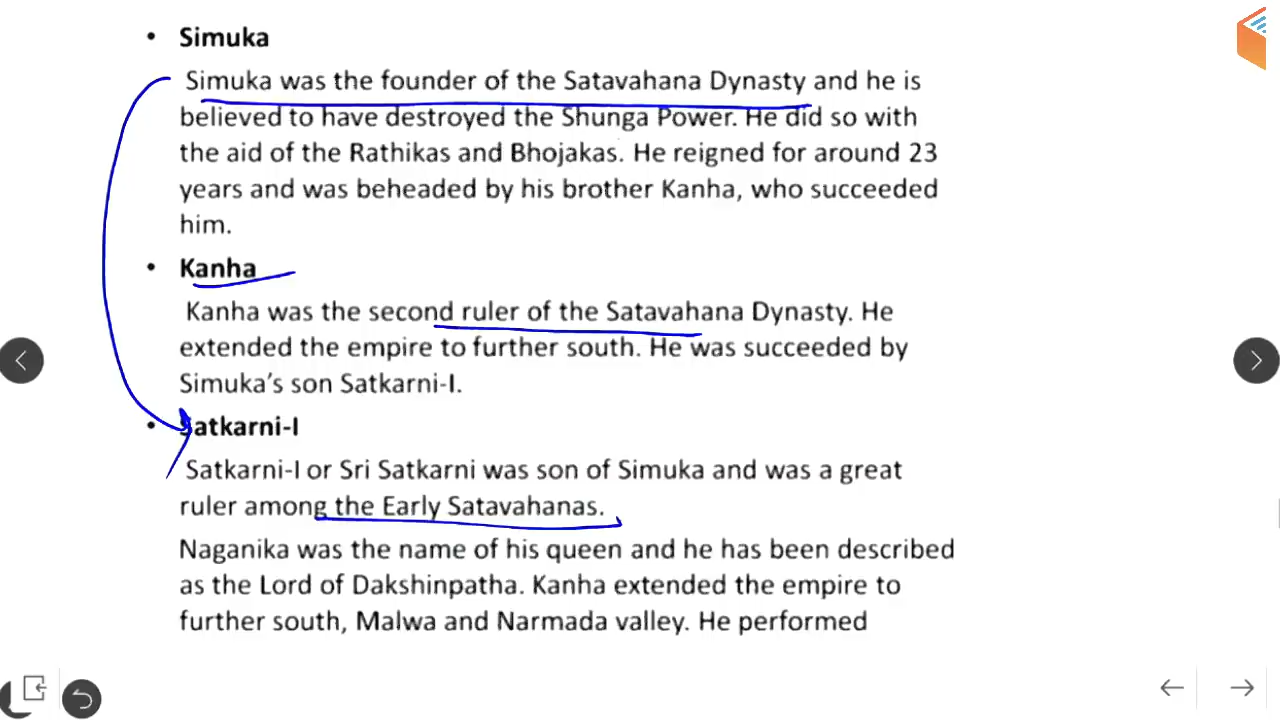 • Simuka
Simuka was the founder of the Satavahana Dynasty and he is
believed to have destroyed the Shunga Power. He did so with
the aid of the Rathikas and Bhojakas. He reigned for around 23
years and was beheaded by his brother Kanha, who succeeded
him.
• Kanha
Kanha was the second ruler of the Satavahana Dynasty. He
extended the empire to further south. He was succeeded by
Simuka’s son Satkarni-I.
• Satkarni-I
Satkarni-I or Sri Satkarni was son of Simuka and was a great
ruler among the Early Satavahanas.
Naganika was the name of his queen and he has been described
as the Lord of Dakshinpatha. Kanha extended the empire to
further south, Malwa and Narmada valley. He performed